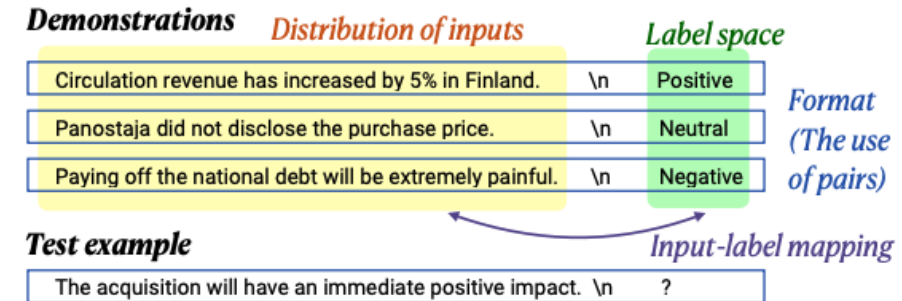 Demonstrations
Distribution of inputs
Label space
Circulation revenue has increased by 5% in Finland. \n Positive
Panostaja did not disclose the purchase price. \n Neutral
Paying off the national debt will be extremely painful. \n Negative
Format
(The use
of pairs)
Test example
Input-label mapping
The acquisition will have an immediate positive impact. \n ?